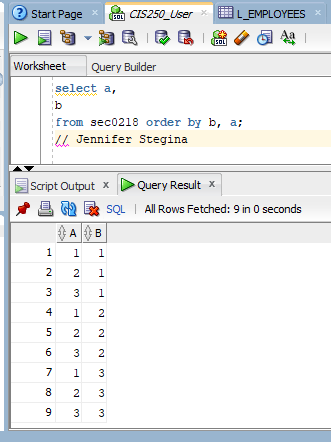 Start Page CIS250_User L_EMPLOYEES
SQL
Aa
Worksheet Query Builder
select a,
b
from sec0218 order by b, a;
// Jennifer Stegina
Script Output x Query Result x
SQL | All Rows Fetched: 9 in 0 seconds
A B
1 1 1
2 2 1
3 3 1
4 1 2
5 2 2
6 3 2
7 1 3
8 2 3
9 3 3